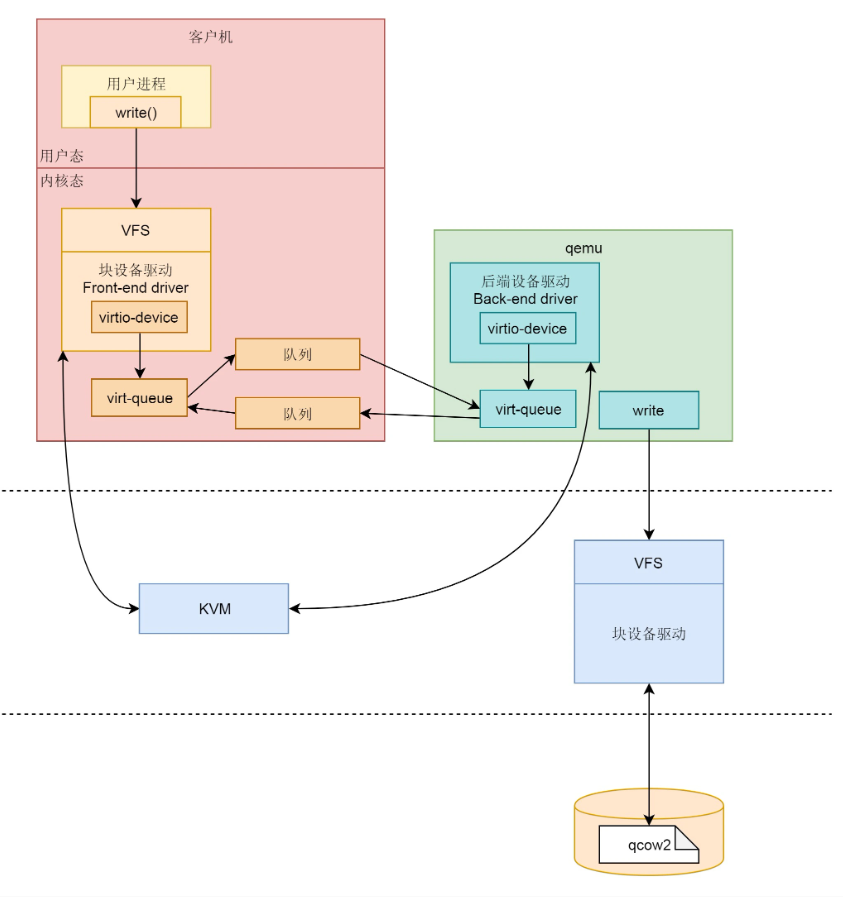 客户机
用户进程
write()
用户态
内核态
VFS
块设备驱动
Front-end driver
virtio-device
virt-queue
队列
队列
qemu
后端设备驱动
Back-end driver
virtio-device
virt-queue
write
KVM
VFS
块设备驱动
qcow2